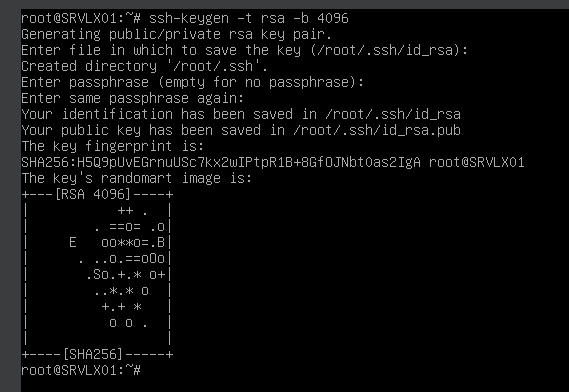 root@SRVLX01:~# ssh-keygen -t rsa -b 4096
Generating public/private rsa key pair.
Enter file in which to save the key (/root/.ssh/id_rsa):
Created directory '/root/.ssh'.
Enter passphrase (empty for no passphrase):
Enter same passphrase again:
Your identification has been saved in /root/.ssh/id_rsa
Your public key has been saved in /root/.ssh/id_rsa.pub
The key fingerprint is:
SHA256:H5Q9pUvEGrnuUSc7kx2wIPtpR1B+8GfOJNbt0as2IgA root@SRVLX01
The key's randomart image is:
+---[RSA 4096]----+
|           ++ .  |
|        . ==o= .o|
|     E   oo**o=.B|
|      . ..o.==oOo|
|       .So.+.* o+|
|        ..*.* o  |
|         +.+ *   |
|          o o .  |
|                 |
+----[SHA256]-----+
root@SRVLX01:~#